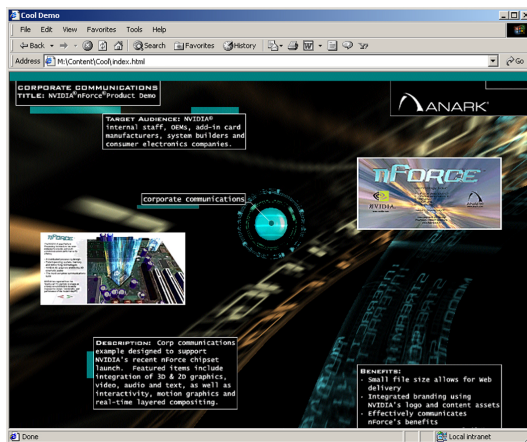 Cool Demo
File Edit View Favorites Tools Help
Back Search Favorites History
Address M:\Content\Cool\index.html Go
CORPORATE COMMUNICATIONS
TITLE: NVIDIA® nForce® Product Demo
ANARK®
TARGET AUDIENCE: NVIDIA®
internal staff, OEMs, add-in card
manufacturers, system builders and
consumer electronics companies.
corporate communications
nFORCE
NVIDIA
ANARK
nFORCE
DESCRIPTION: Corp communications
example designed to support
NVIDIA's recent nForce chipset
launch. Featured items include
integration of 3D & 2D graphics,
video, audio and text, as well as
interactivity, motion graphics and
real-time layered compositing.
BENEFITS:
- Small file size allows for Web
delivery
- Integrated branding using
NVIDIA's logo and content assets
- Effectively communicates
nForce's benefits
Done Local intranet